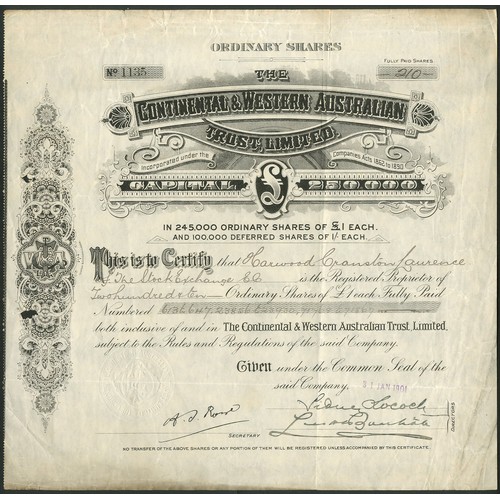 ORDINARY SHARES
No 1135
FULLY PAID SHARES
210
THE
CONTINENTAL & WESTERN AUSTRALIAN
TRUST, LIMITED.
Incorporated under the Companies Acts 1862 to 1890
CAPITAL £ 250,000
IN 245,000 ORDINARY SHARES OF £1 EACH.
AND 100,000 DEFERRED SHARES OF 1/- EACH.
This is to Certify that Harwood Cranston Laurence
of The Stock Exchange E.C. is the Registered Proprietor of
Two hundred & ten Ordinary Shares of £1 each Fully Paid
Numbered
both inclusive of and in The Continental & Western Australian Trust, Limited,
subject to the Rules and Regulations of the said Company.
Given under the Common Seal of the
said Company, JAN 1901
SECRETARY
DIRECTORS
NO TRANSFER OF THE ABOVE SHARES OR ANY PORTION OF THEM WILL BE REGISTERED UNLESS ACCOMPANIED BY THIS CERTIFICATE.